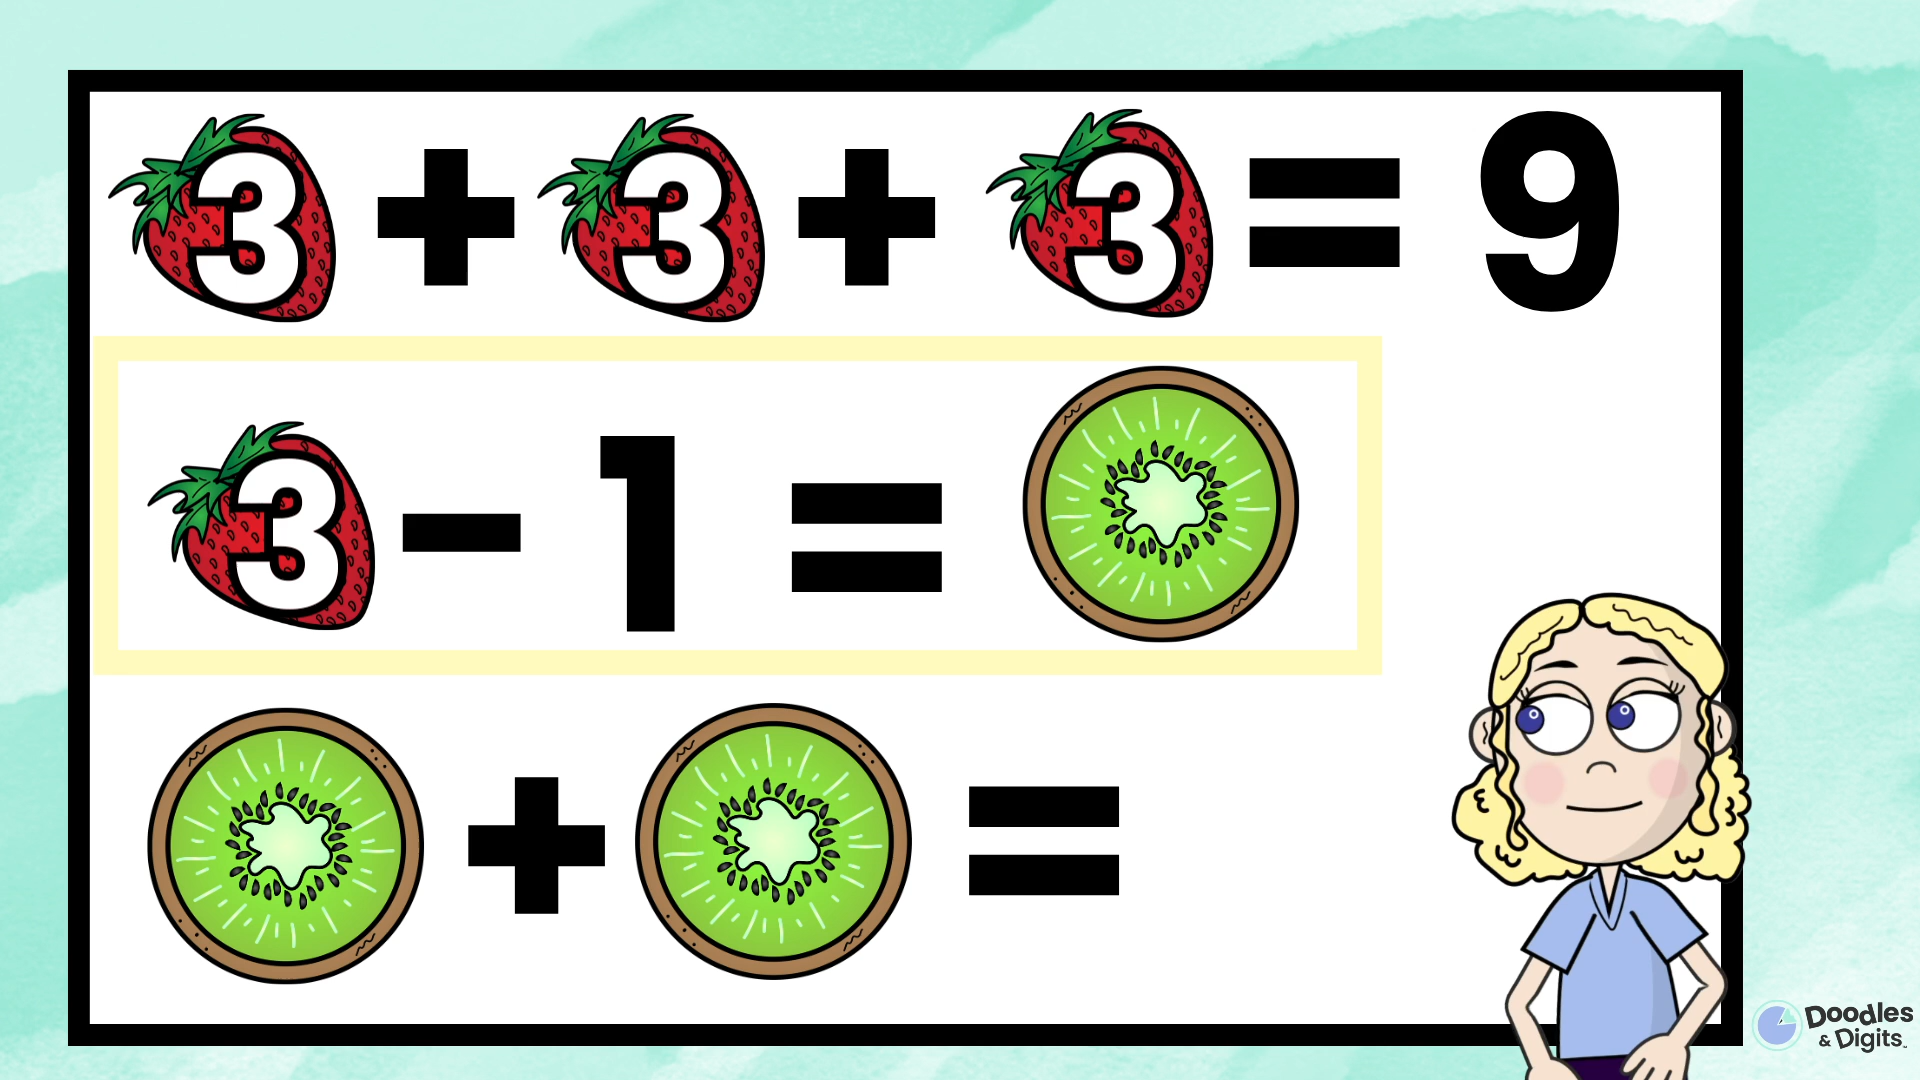 3 + 3 + 3 = 9
3 - 1 =
+ =
Doodles
& Digits